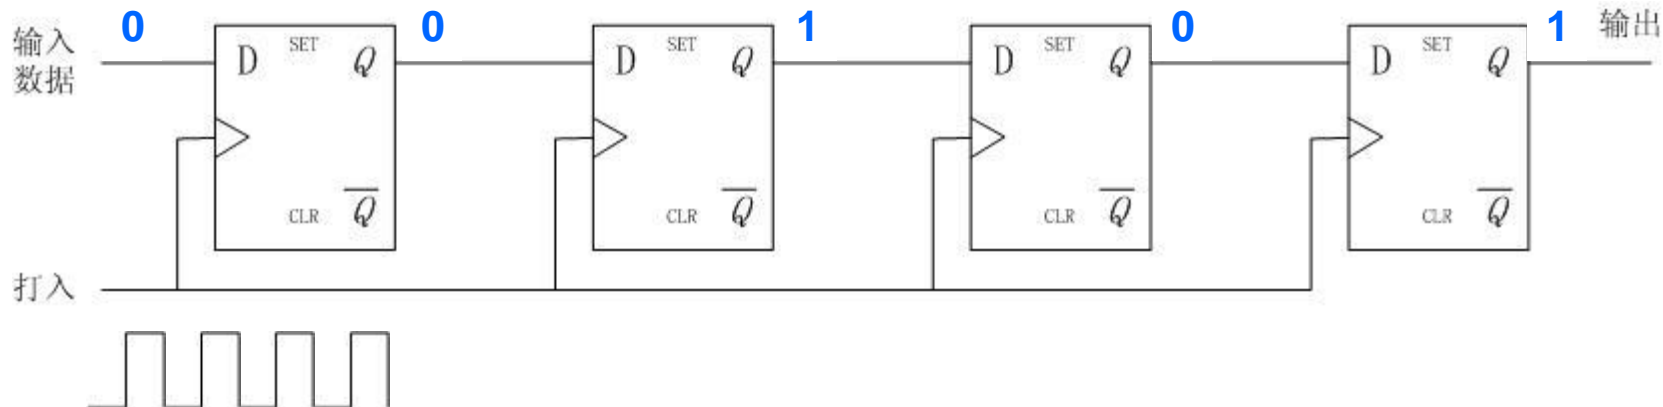 0 0 1 0 1 输出
输入
数据
D SET Q D SET Q D SET Q D SET Q
CLR Q̅ CLR Q̅ CLR Q̅ CLR Q̅
打入